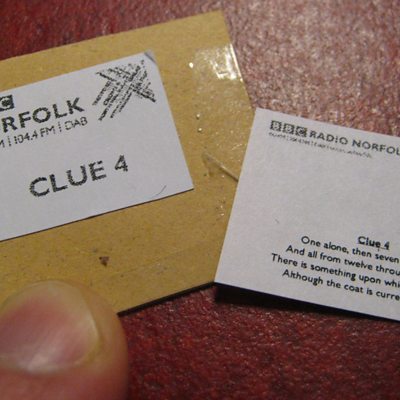 C
RFOLK
M | 104.4 FM | DAB
CLUE 4
BBC RADIO NORFOL
Clue 4
One alone, then seven
And all from twelve throu
There is something upon whi
Although the coat is curre